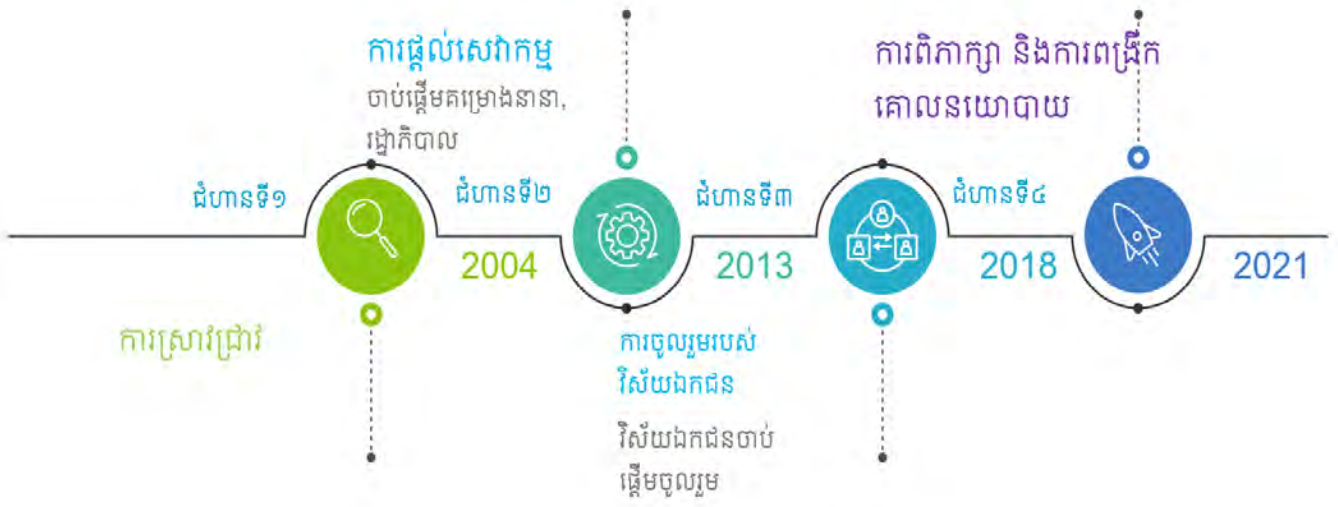 ការផ្តល់សេវាកម្ម
ចាប់ផ្តើមគម្រោងនានា,
រដ្ឋាភិបាល
ការពិភាក្សា និងការពង្រីក
គោលនយោបាយ
ជំហានទី១
ជំហានទី២
ជំហានទី៣
ជំហានទី៤
2004
2013
2018
2021
ការស្រាវជ្រាវ
ការចូលរួមរបស់
វិស័យឯកជន
វិស័យឯកជនចាប់
ផ្តើមចូលរួម